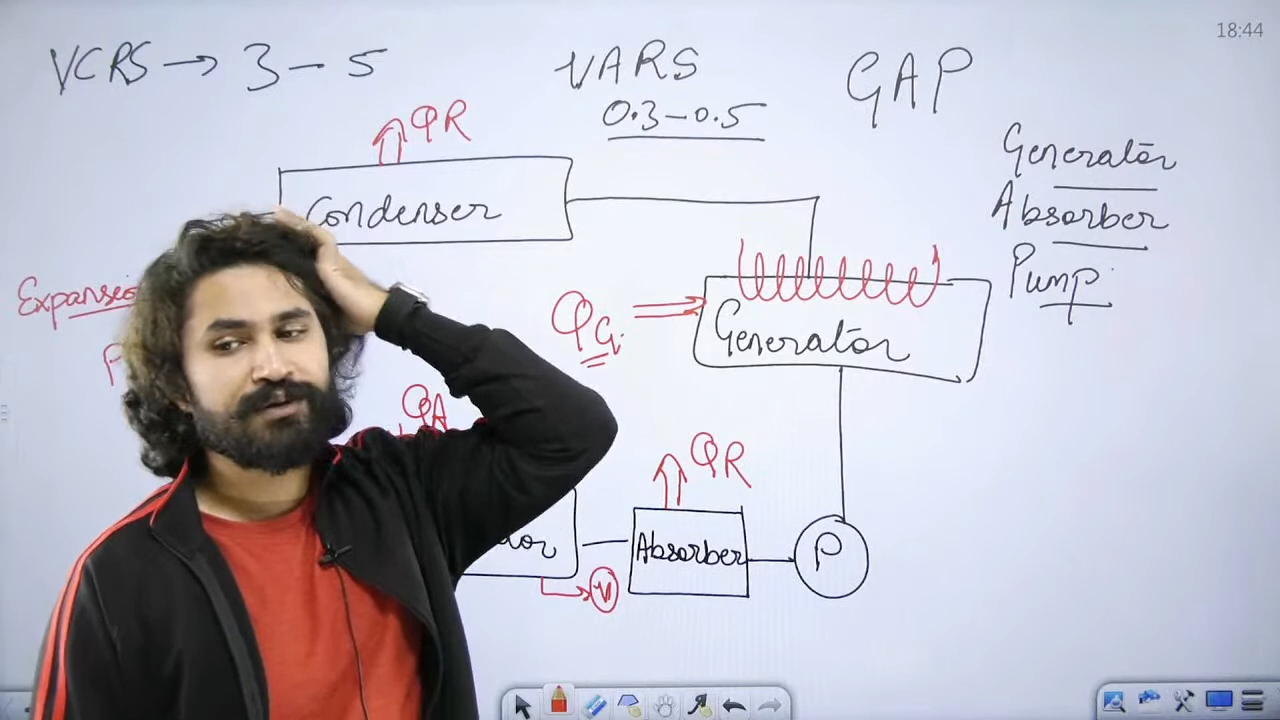 18:44
VCRS → 3 - 5
VARS
0.3 - 0.5
GAP
Generator
Absorber
Pump
QR
Condenser
QG
Generator
QA
QR
Absorber
P
V